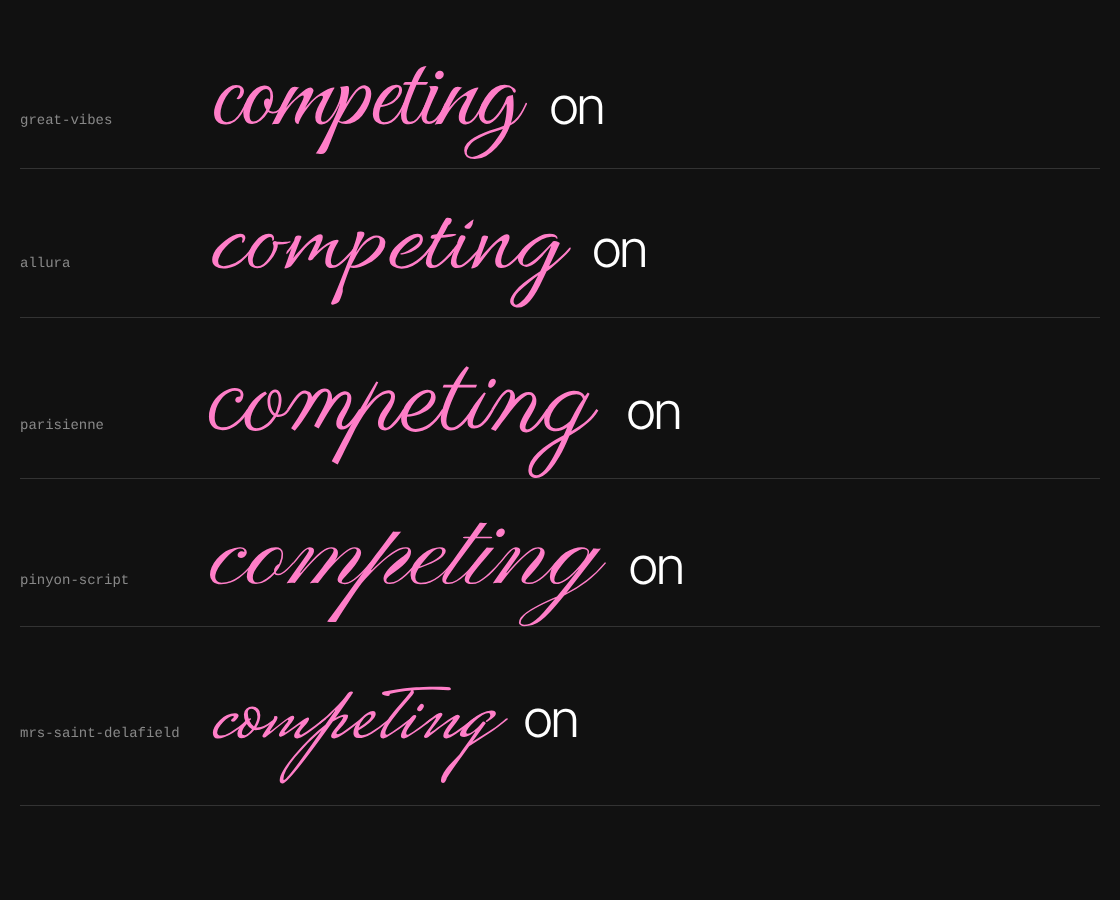 great-vibes competing on
allura competing on
parisienne competing on
pinyon-script competing on
mrs-saint-delafield competing on